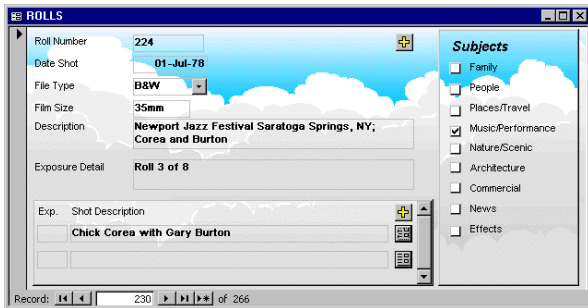 ROLLS
Roll Number 224
Date Shot 01-Jul-78
File Type B&W
Film Size 35mm
Description Newport Jazz Festival Saratoga Springs, NY;
Corea and Burton
Exposure Detail Roll 3 of 8
Exp. Shot Description
Chick Corea with Gary Burton
Subjects
Family
People
Places/Travel
Music/Performance
Nature/Scenic
Architecture
Commercial
News
Effects
Record: 230 of 266